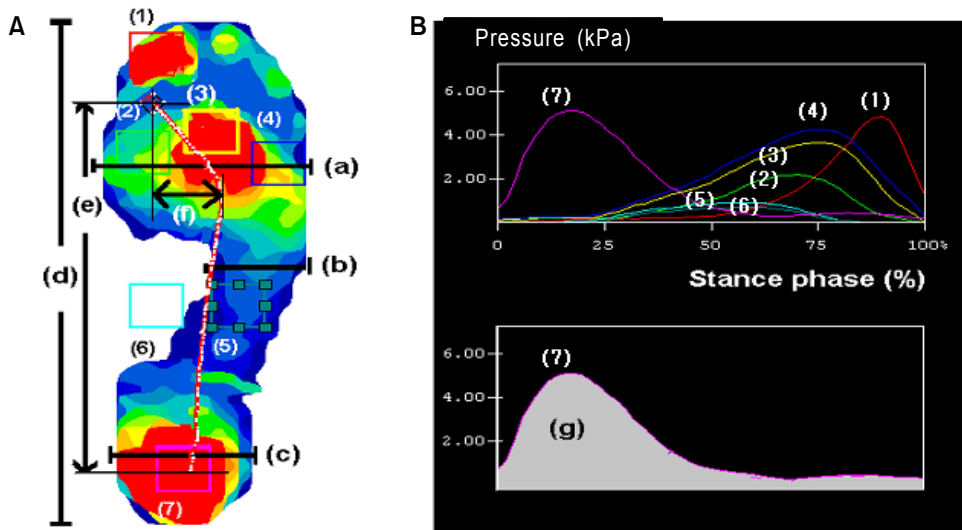 A
(1)
(3)
(2)
(4)
(a)
(e)
(f)
(d)
(b)
(6)
(5)
(c)
(7)
B
Pressure (kPa)
6.00
4.00
2.00
(7)
(4)
(1)
(3)
(2)
(5)
(6)
0 25 50 75 100%
Stance phase (%)
6.00
4.00
2.00
(7)
(g)